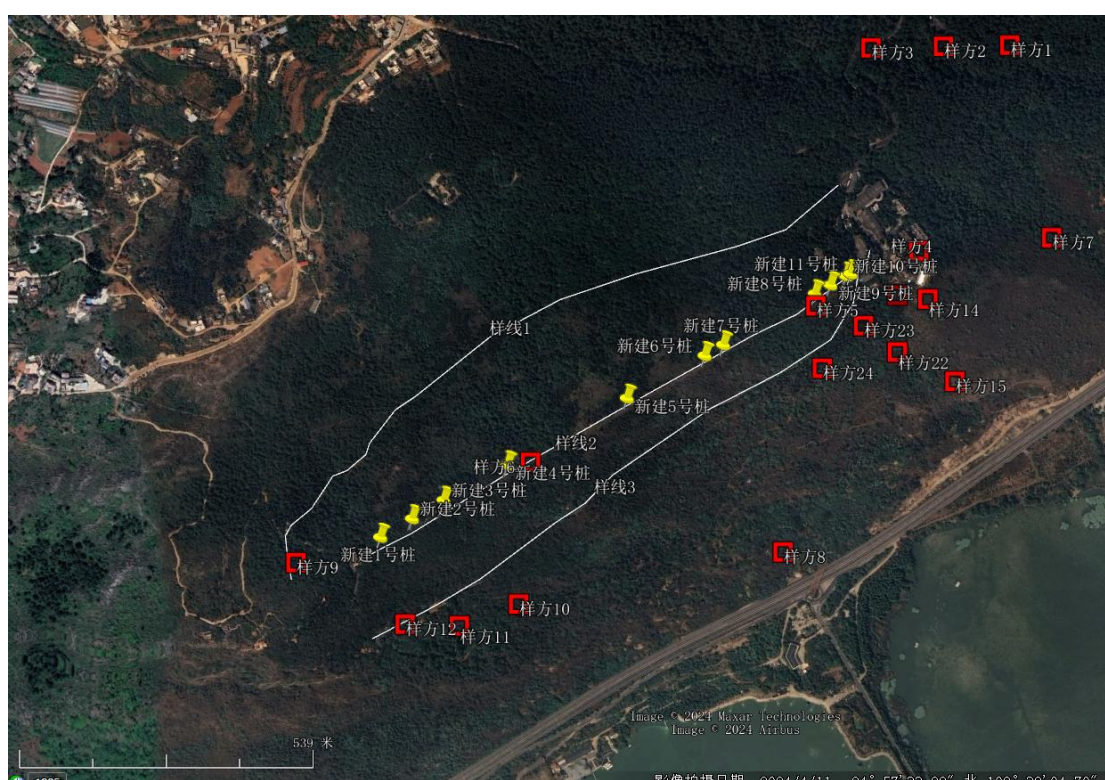 样方3
样方2
样方1
样方4
样方7
新建11号桩
新建10号桩
新建8号桩
新建9号桩
样方5
样方14
样线1
新建7号桩
样方23
新建6号桩
样方22
样方24
样方15
新建5号桩
样线2
样方6
新建4号桩
样线3
新建3号桩
新建2号桩
新建1号桩
样方8
样方9
样方10
样方12
样方11
Image © 2024 Maxar Technologies
Image © 2024 Airbus
539 米